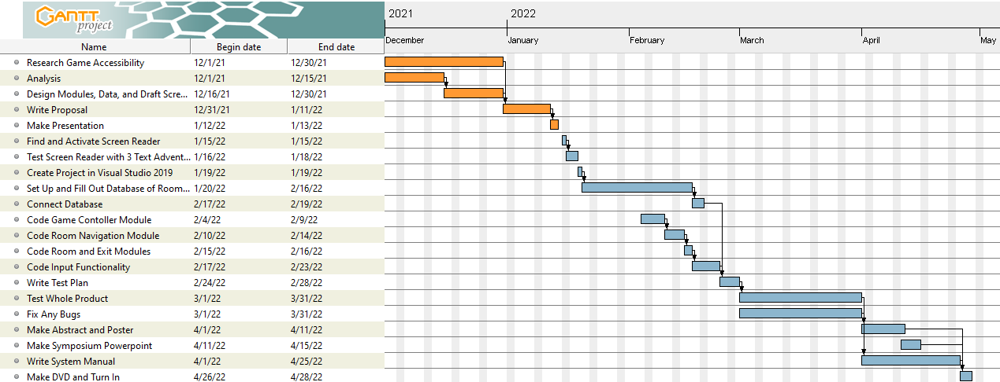 GANTT
project
2021
2022
December
January
February
March
April
May
Name Begin date End date
Research Game Accessibility 12/1/21 12/30/21
Analysis 12/1/21 12/15/21
Design Modules, Data, and Draft Scre... 12/16/21 12/30/21
Write Proposal 12/31/21 1/11/22
Make Presentation 1/12/22 1/13/22
Find and Activate Screen Reader 1/15/22 1/15/22
Test Screen Reader with 3 Text Advent... 1/16/22 1/18/22
Create Project in Visual Studio 2019 1/19/22 1/19/22
Set Up and Fill Out Database of Room... 1/20/22 2/16/22
Connect Database 2/17/22 2/19/22
Code Game Contoller Module 2/4/22 2/9/22
Code Room Navigation Module 2/10/22 2/14/22
Code Room and Exit Modules 2/15/22 2/16/22
Code Input Functionality 2/17/22 2/23/22
Write Test Plan 2/24/22 2/28/22
Test Whole Product 3/1/22 3/31/22
Fix Any Bugs 3/1/22 3/31/22
Make Abstract and Poster 4/1/22 4/11/22
Make Symposium Powerpoint 4/11/22 4/15/22
Write System Manual 4/1/22 4/25/22
Make DVD and Turn In 4/26/22 4/28/22